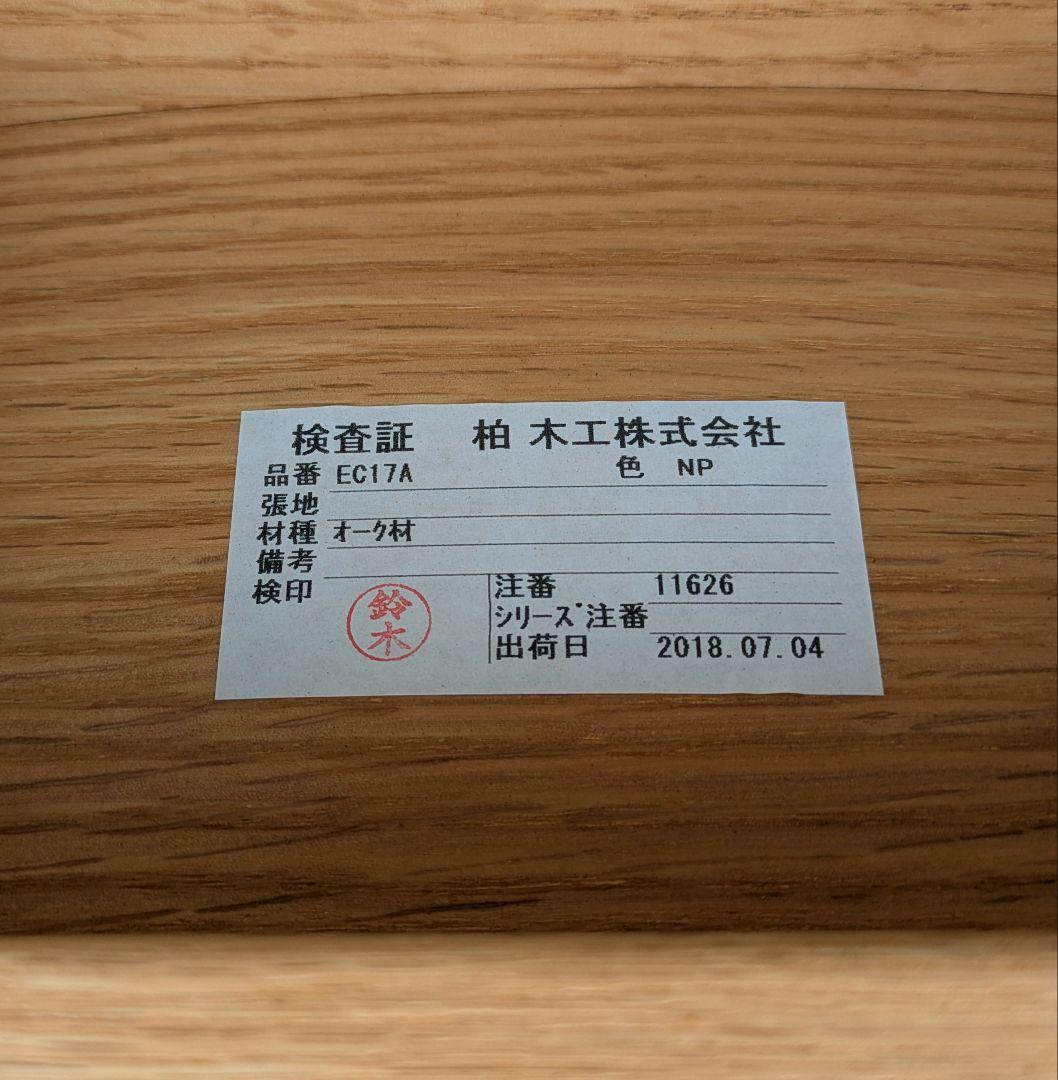 検査証 柏木工株式会社
品番 EC17A 色 NP
張地
材種 ｵｰｸ材
備考
検印 鈴木
注番 11626
ｼﾘｰｽﾞ注番
出荷日 2018.07.04